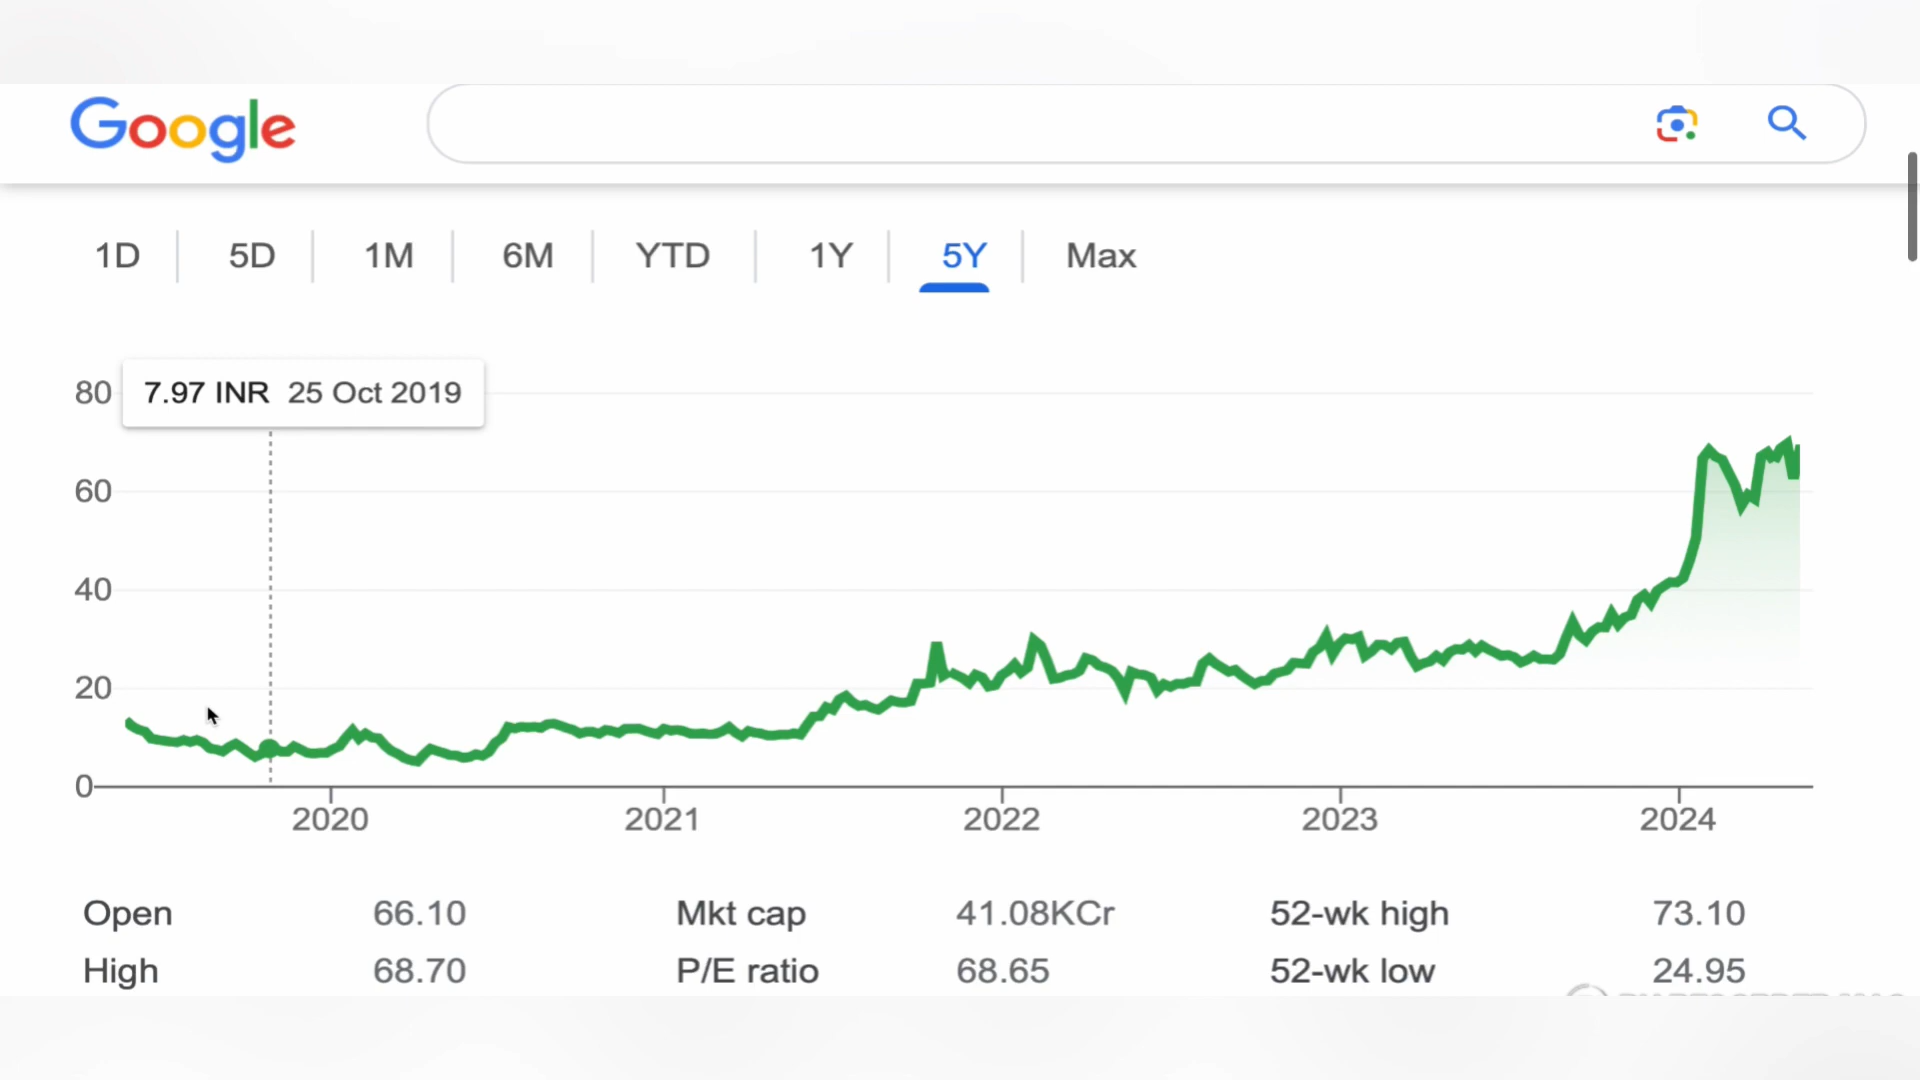 Google
1D 5D 1M 6M YTD 1Y 5Y Max
7.97 INR 25 Oct 2019
80
60
40
20
0
2020 2021 2022 2023 2024
Open 66.10 Mkt cap 41.08KCr 52-wk high 73.10
High 68.70 P/E ratio 68.65 52-wk low 24.95